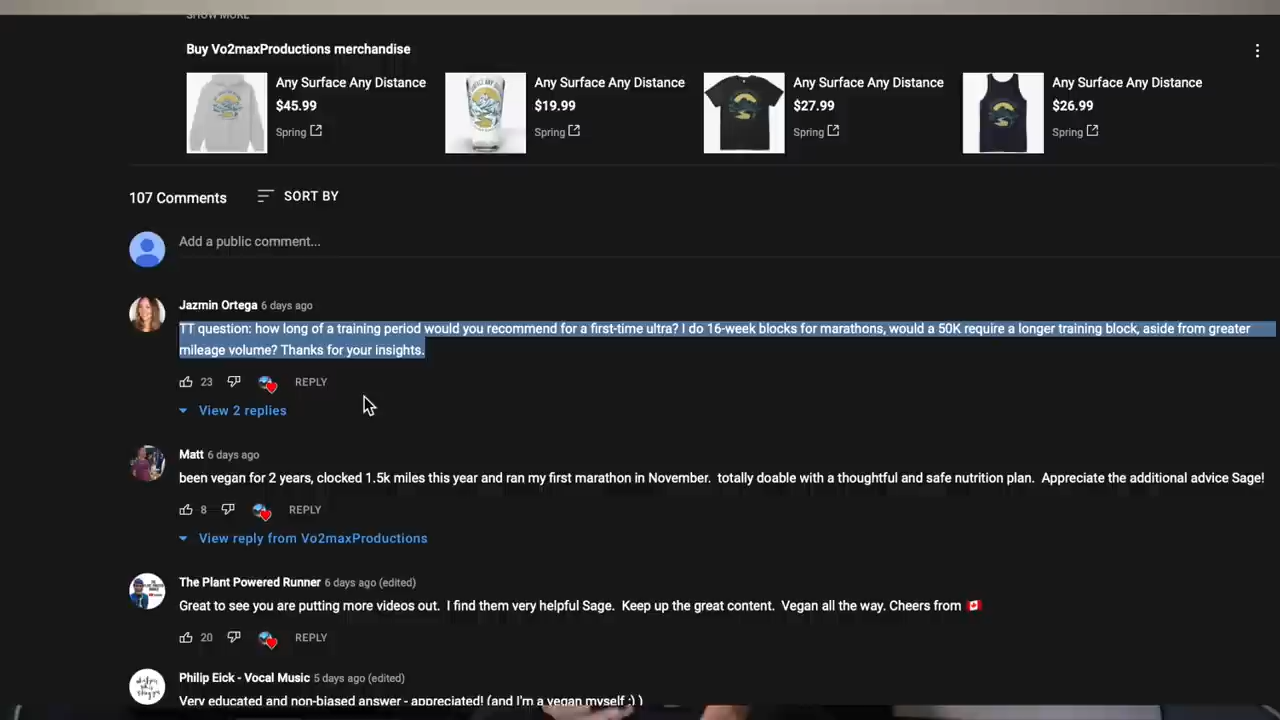 SHOW MORE
Buy Vo2maxProductions merchandise
Any Surface Any Distance
$45.99
Spring
Any Surface Any Distance
$19.99
Spring
Any Surface Any Distance
$27.99
Spring
Any Surface Any Distance
$26.99
Spring
107 Comments
SORT BY
Add a public comment...
Jazmin Ortega 6 days ago
TT question: how long of a training period would you recommend for a first-time ultra? I do 16-week blocks for marathons, would a 50K require a longer training block, aside from greater
mileage volume? Thanks for your insights.
23
REPLY
View 2 replies
Matt 6 days ago
been vegan for 2 years, clocked 1.5k miles this year and ran my first marathon in November. totally doable with a thoughtful and safe nutrition plan. Appreciate the additional advice Sage!
8
REPLY
View reply from Vo2maxProductions
The Plant Powered Runner 6 days ago (edited)
Great to see you are putting more videos out. I find them very helpful Sage. Keep up the great content. Vegan all the way. Cheers from 🇨🇦
20
REPLY
Philip Eick - Vocal Music 5 days ago (edited)
Very educated and non-biased answer - appreciated! (and I'm a vegan myself :) )